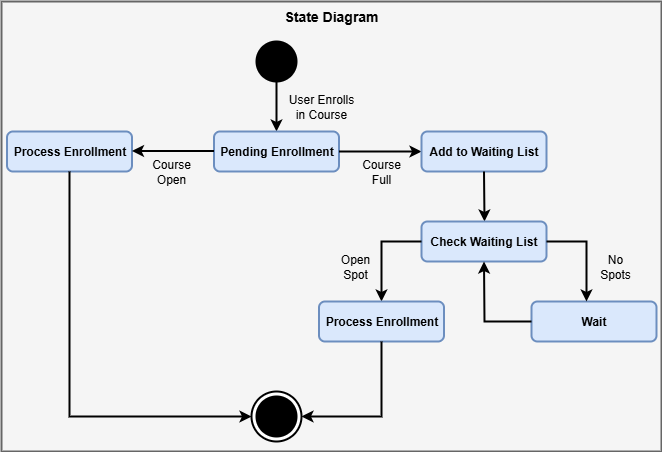 State Diagram
User Enrolls
in Course
Process Enrollment
Course
Open
Pending Enrollment
Course
Full
Add to Waiting List
Check Waiting List
Open
Spot
No
Spots
Process Enrollment
Wait